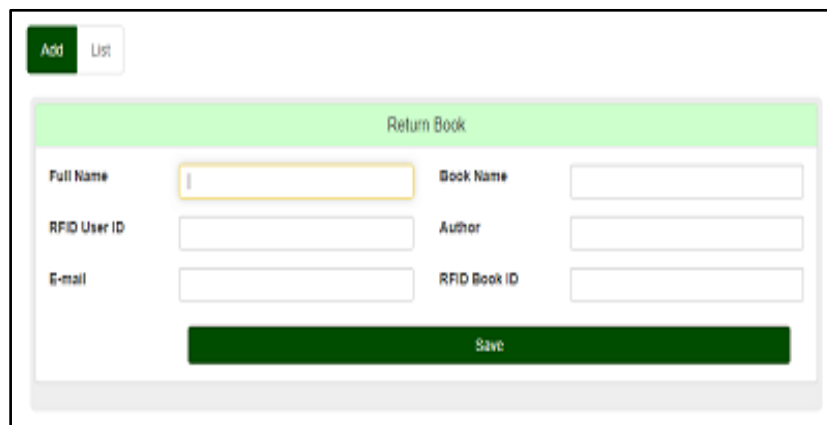 Add List
Return Book
Full Name Book Name
RFID User ID Author
E-mail RFID Book ID
Save